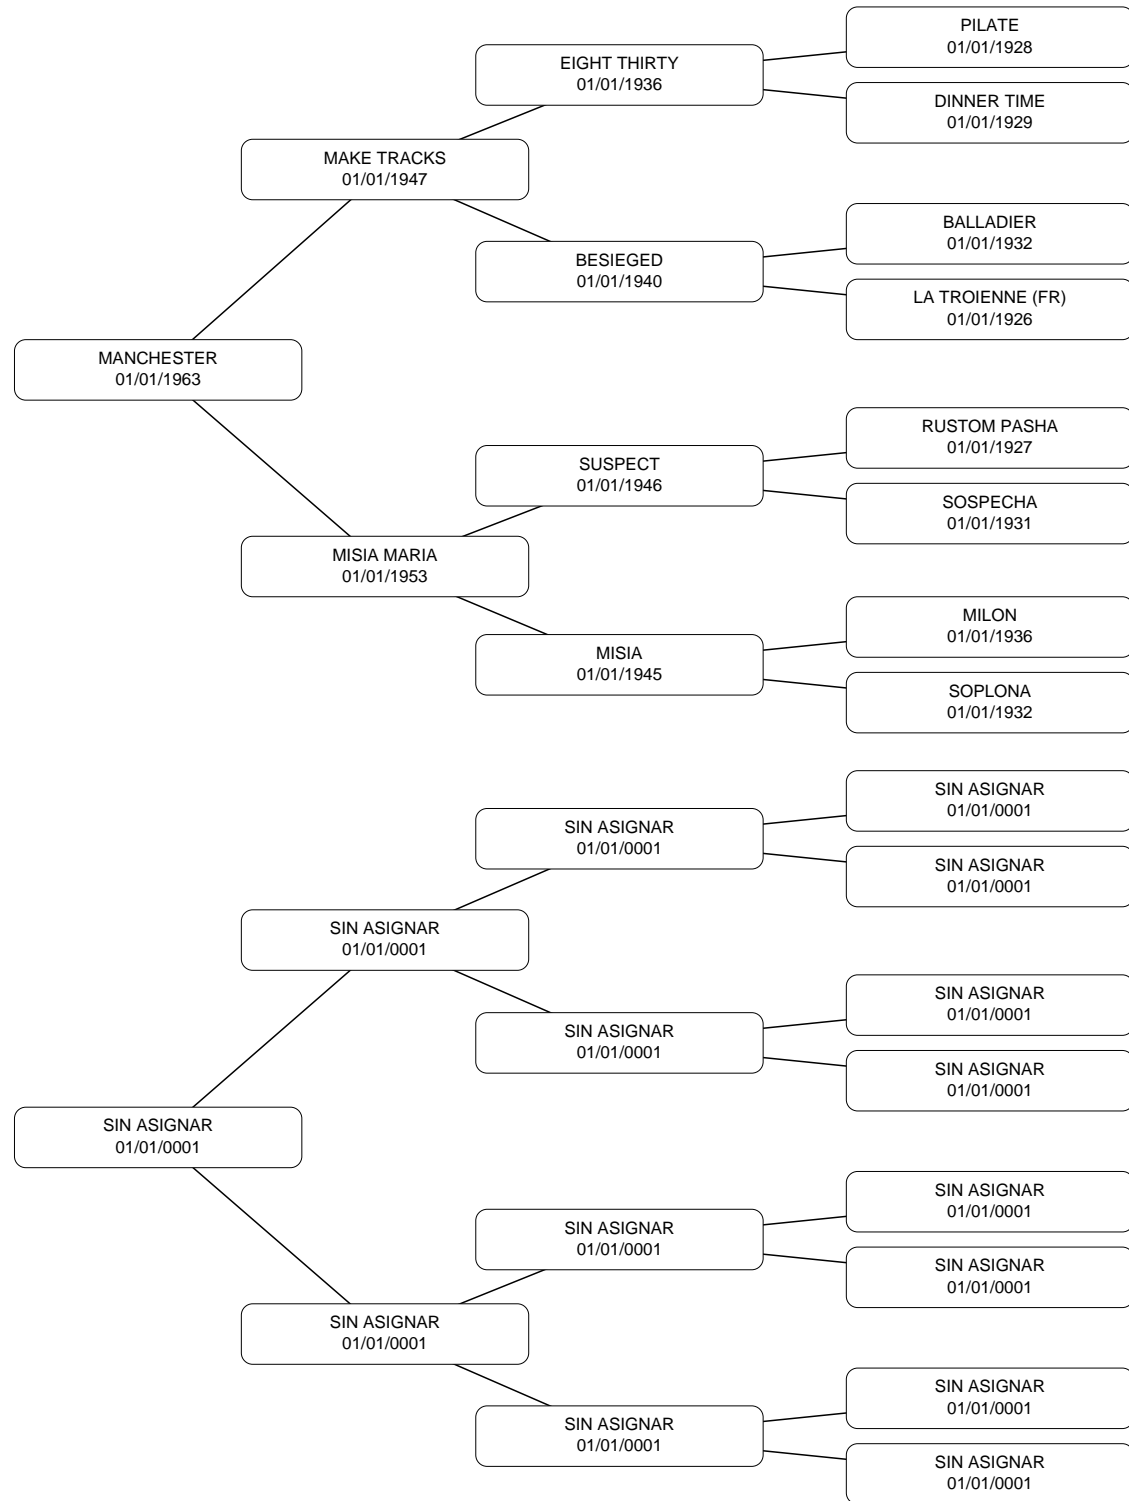 PILATE
01/01/1928
EIGHT THIRTY
01/01/1936
DINNER TIME
01/01/1929
MAKE TRACKS
01/01/1947
BALLADIER
01/01/1932
BESIEGED
01/01/1940
LA TROIENNE (FR)
01/01/1926
MANCHESTER
01/01/1963
RUSTOM PASHA
01/01/1927
SUSPECT
01/01/1946
SOSPECHA
01/01/1931
MISIA MARIA
01/01/1953
MILON
01/01/1936
MISIA
01/01/1945
SOPLONA
01/01/1932
SIN ASIGNAR
01/01/0001
SIN ASIGNAR
01/01/0001
SIN ASIGNAR
01/01/0001
SIN ASIGNAR
01/01/0001
SIN ASIGNAR
01/01/0001
SIN ASIGNAR
01/01/0001
SIN ASIGNAR
01/01/0001
SIN ASIGNAR
01/01/0001
SIN ASIGNAR
01/01/0001
SIN ASIGNAR
01/01/0001
SIN ASIGNAR
01/01/0001
SIN ASIGNAR
01/01/0001
SIN ASIGNAR
01/01/0001
SIN ASIGNAR
01/01/0001
SIN ASIGNAR
01/01/0001